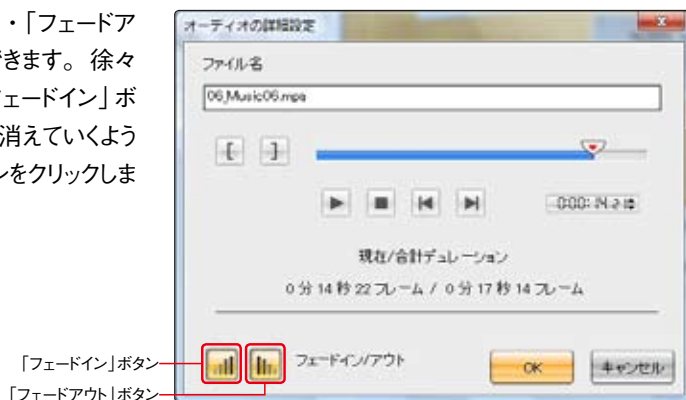 ・「フェードア
できます。徐々
フェードイン」ボ
消えていくよう
ンをクリックしま
オーディオの詳細設定
ファイル名
06_Music06.mpa
現在/合計デュレーション
0 分 14 秒 22 フレーム / 0 分 17 秒 14 フレーム
「フェードイン」ボタン
フェードイン/アウト
OK
キャンセル
「フェードアウト」ボタン